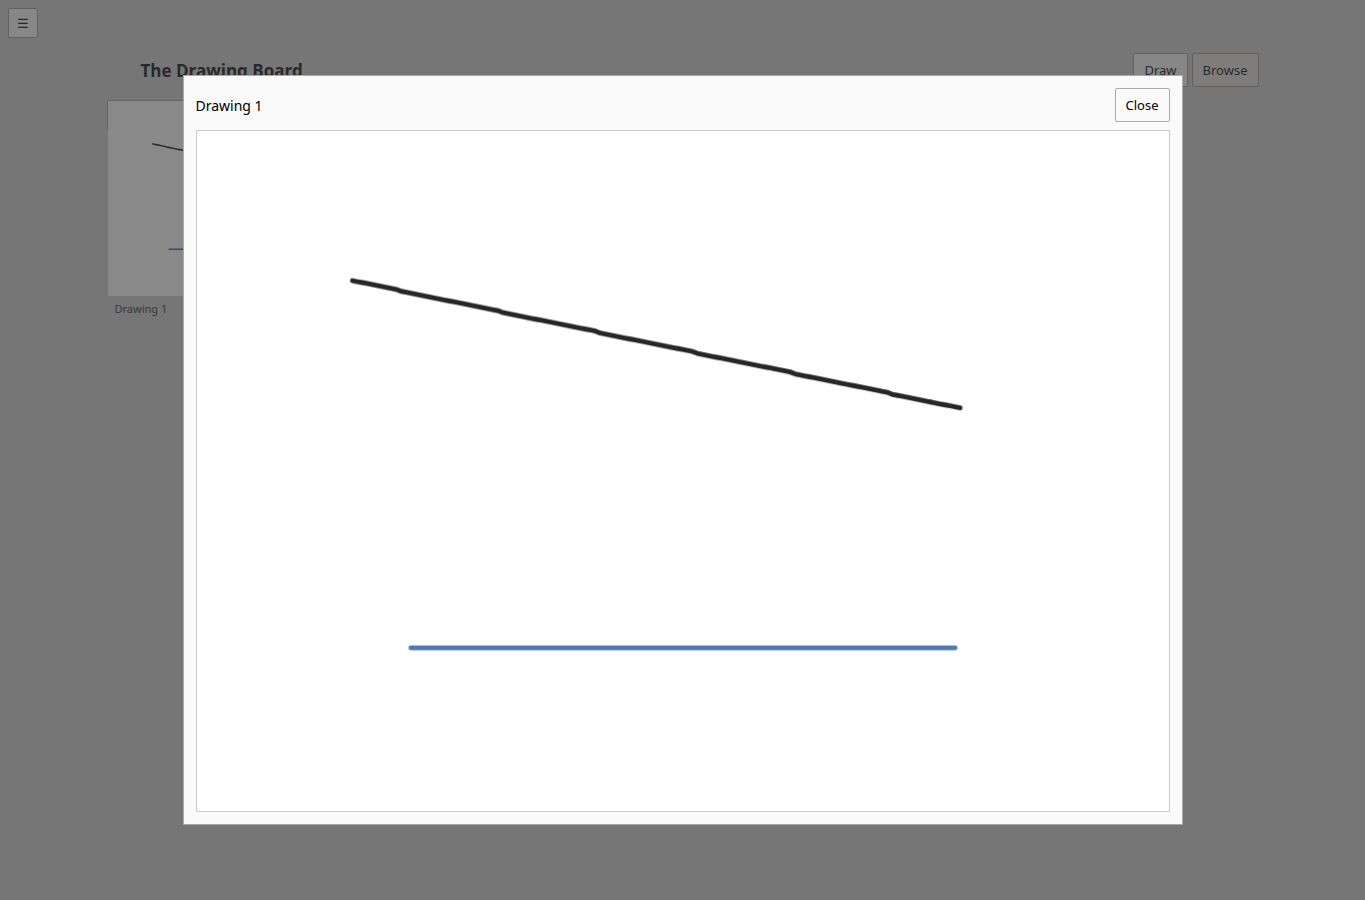 ☰
The Drawing Board
Draw
Browse
Drawing 1
Close
Drawing 1